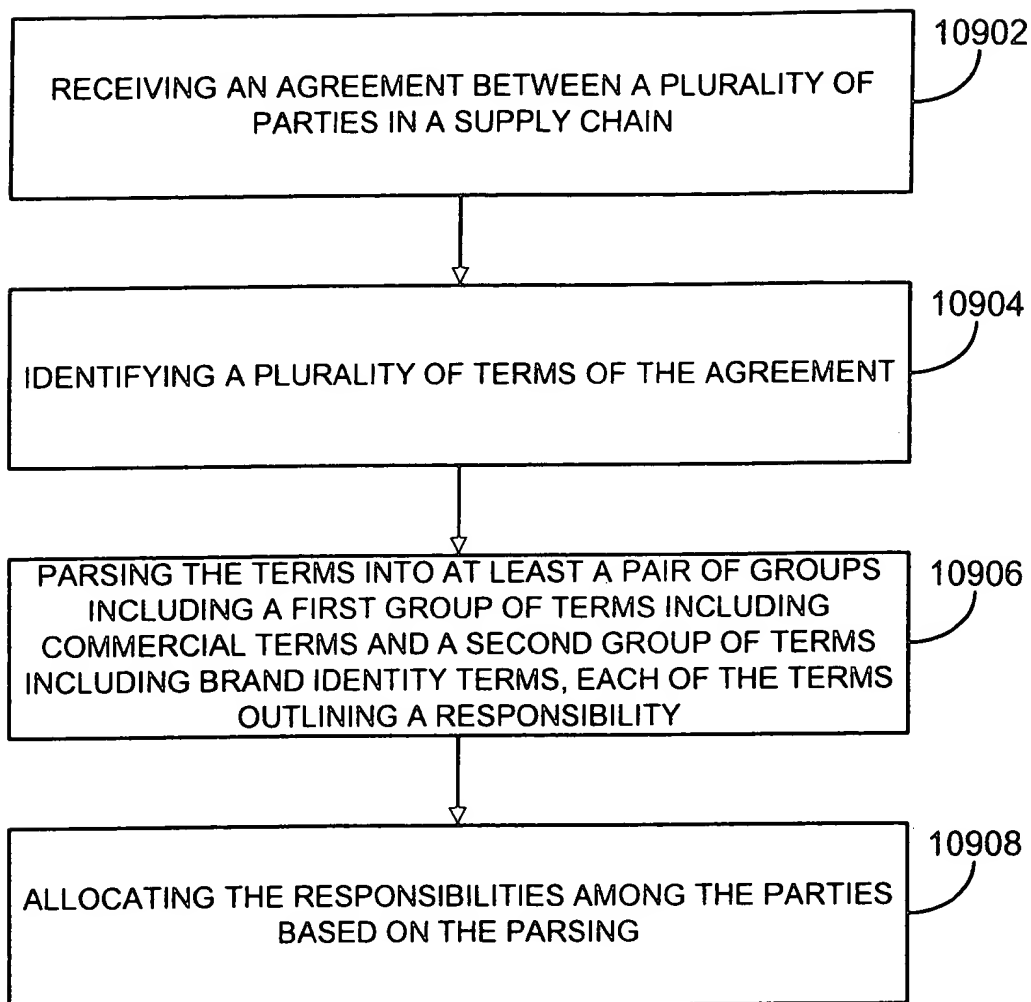 10902
RECEIVING AN AGREEMENT BETWEEN A PLURALITY OF
PARTIES IN A SUPPLY CHAIN
10904
IDENTIFYING A PLURALITY OF TERMS OF THE AGREEMENT
10906
PARSING THE TERMS INTO AT LEAST A PAIR OF GROUPS
INCLUDING A FIRST GROUP OF TERMS INCLUDING
COMMERCIAL TERMS AND A SECOND GROUP OF TERMS
INCLUDING BRAND IDENTITY TERMS, EACH OF THE TERMS
OUTLINING A RESPONSIBILITY
10908
ALLOCATING THE RESPONSIBILITIES AMONG THE PARTIES
BASED ON THE PARSING